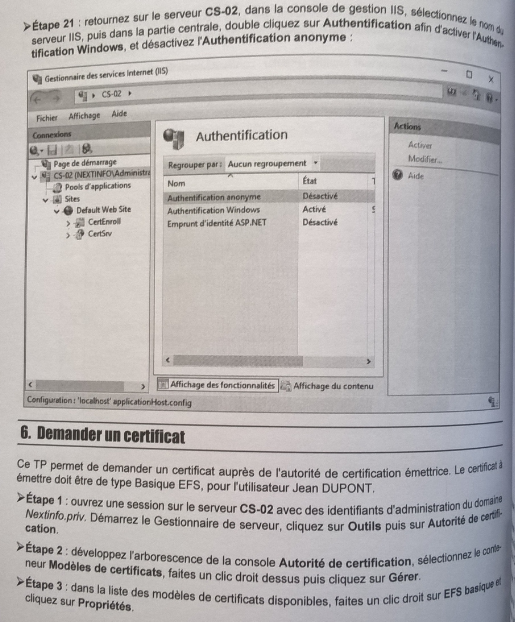 ➤Étape 21 : retournez sur le serveur CS-02, dans la console de gestion IIS, sélectionnez le nom du
serveur IIS, puis dans la partie centrale, double cliquez sur Authentification afin d'activer l'Authen-
tification Windows, et désactivez l'Authentification anonyme :
Gestionnaire des services Internet (IIS)
CS-02
Fichier Affichage Aide
Connexions
Page de démarrage
CS-02 (NEXTINFO\Administra
Pools d'applications
Sites
Default Web Site
CertEnroll
CertSrv
Authentification
Regrouper par : Aucun regroupement
Nom État
Authentification anonyme Désactivé
Authentification Windows Activé
Emprunt d'identité ASP.NET Désactivé
Actions
Activer
Modifier...
Aide
Affichage des fonctionnalités Affichage du contenu
Configuration : 'localhost' applicationHost.config
6. Demander un certificat
Ce TP permet de demander un certificat auprès de l'autorité de certification émettrice. Le certificat à
émettre doit être de type Basique EFS, pour l'utilisateur Jean DUPONT.
➤Étape 1 : ouvrez une session sur le serveur CS-02 avec des identifiants d'administration du domaine
Nextinfo.priv. Démarrez le Gestionnaire de serveur, cliquez sur Outils puis sur Autorité de certifi-
cation.
➤Étape 2 : développez l'arborescence de la console Autorité de certification, sélectionnez le conte-
neur Modèles de certificats, faites un clic droit dessus puis cliquez sur Gérer.
➤Étape 3 : dans la liste des modèles de certificats disponibles, faites un clic droit sur EFS basique et
cliquez sur Propriétés.